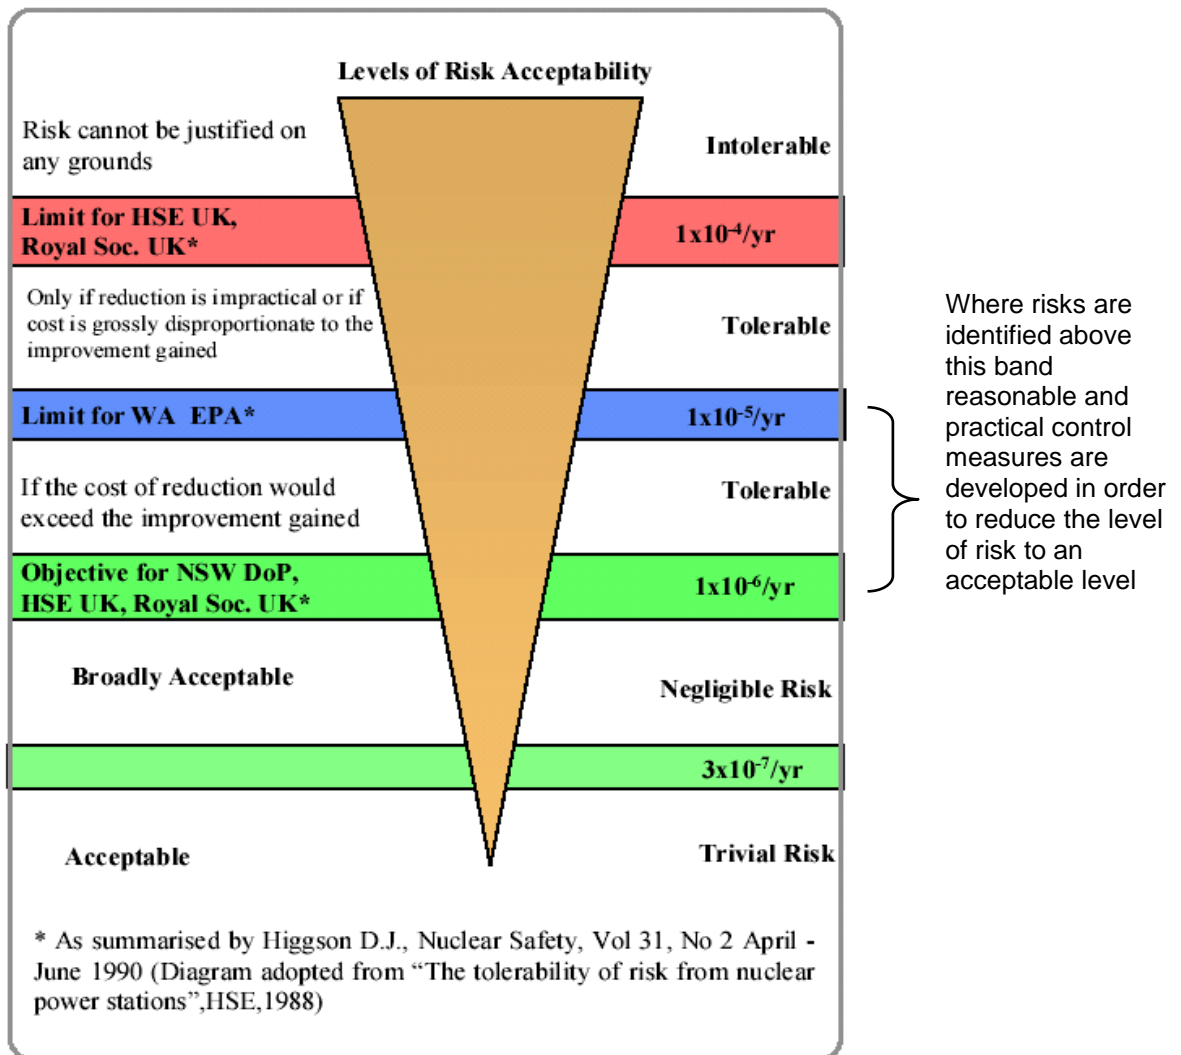 Levels of Risk Acceptability
Risk cannot be justified on
any grounds
Intolerable
Limit for HSE UK,
Royal Soc. UK*
1x10⁻⁴/yr
Only if reduction is impractical or if
cost is grossly disproportionate to the
improvement gained
Tolerable
Limit for WA EPA*
1x10⁻⁵/yr
If the cost of reduction would
exceed the improvement gained
Tolerable
Objective for NSW DoP,
HSE UK, Royal Soc. UK*
1x10⁻⁶/yr
Broadly Acceptable
Negligible Risk
3x10⁻⁷/yr
Acceptable
Trivial Risk
* As summarised by Higgson D.J., Nuclear Safety, Vol 31, No 2 April -
June 1990 (Diagram adopted from “The tolerability of risk from nuclear
power stations”,HSE,1988)
Where risks are
identified above
this band
reasonable and
practical control
measures are
developed in order
to reduce the level
of risk to an
acceptable level